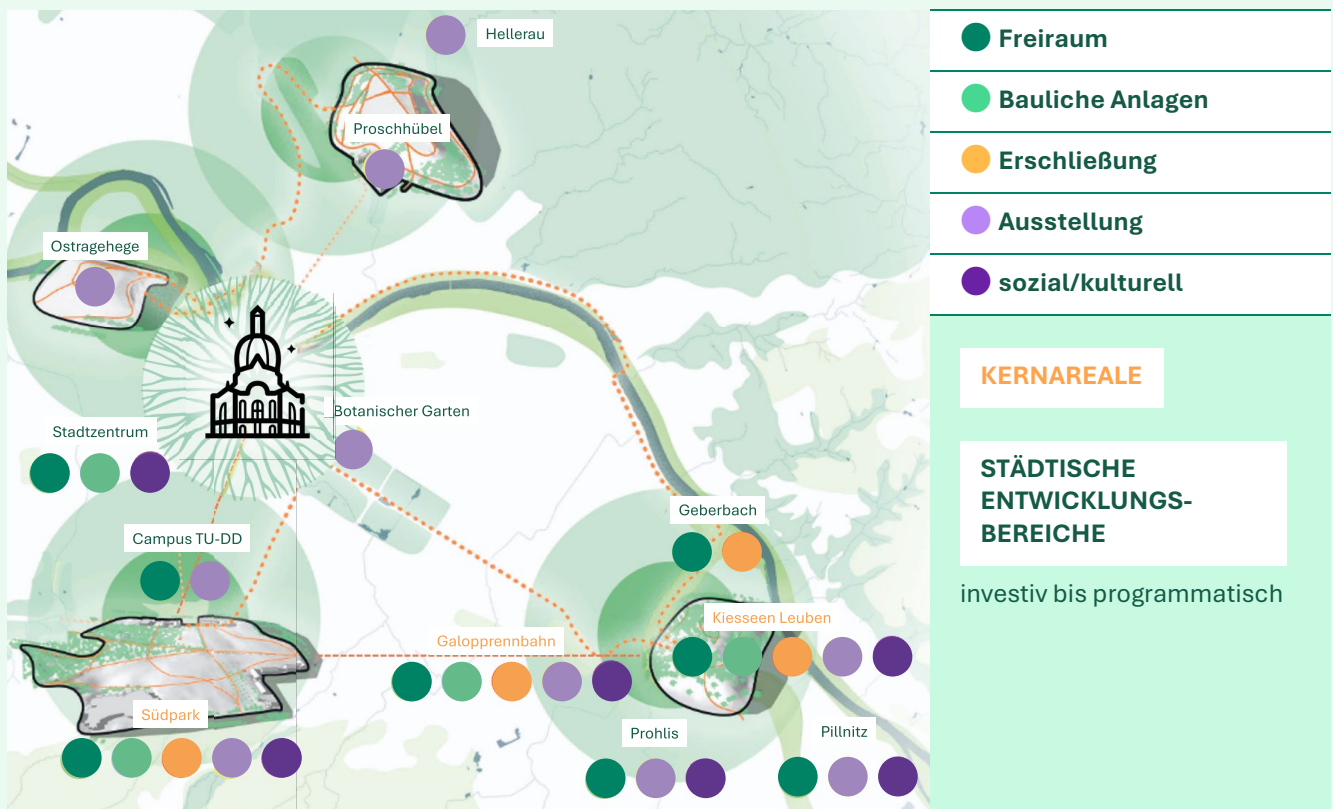 Hellerau
Proschhübel
Ostragehege
Botanischer Garten
Stadtzentrum
Geberbach
Campus TU-DD
Kiesseen Leuben
Galopprennbahn
Südpark
Prohlis
Pillnitz
Freiraum
Bauliche Anlagen
Erschließung
Ausstellung
sozial/kulturell
KERNAREALE
STÄDTISCHE
ENTWICKLUNGS-
BEREICHE
investiv bis programmatisch